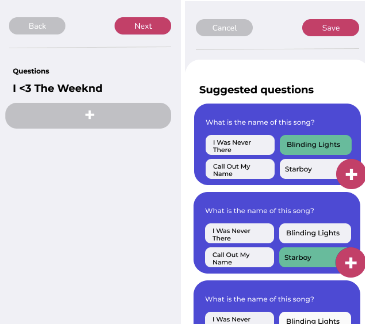 Back
Next
Questions
I <3 The Weeknd
+
Cancel
Save
Suggested questions
What is the name of this song?
I Was Never
There
Blinding Lights
Call Out My
Name
Starboy
+
What is the name of this song?
I Was Never
There
Blinding Lights
Call Out My
Name
Starboy
+
What is the name of this song?
I Was Never
Blinding Lights